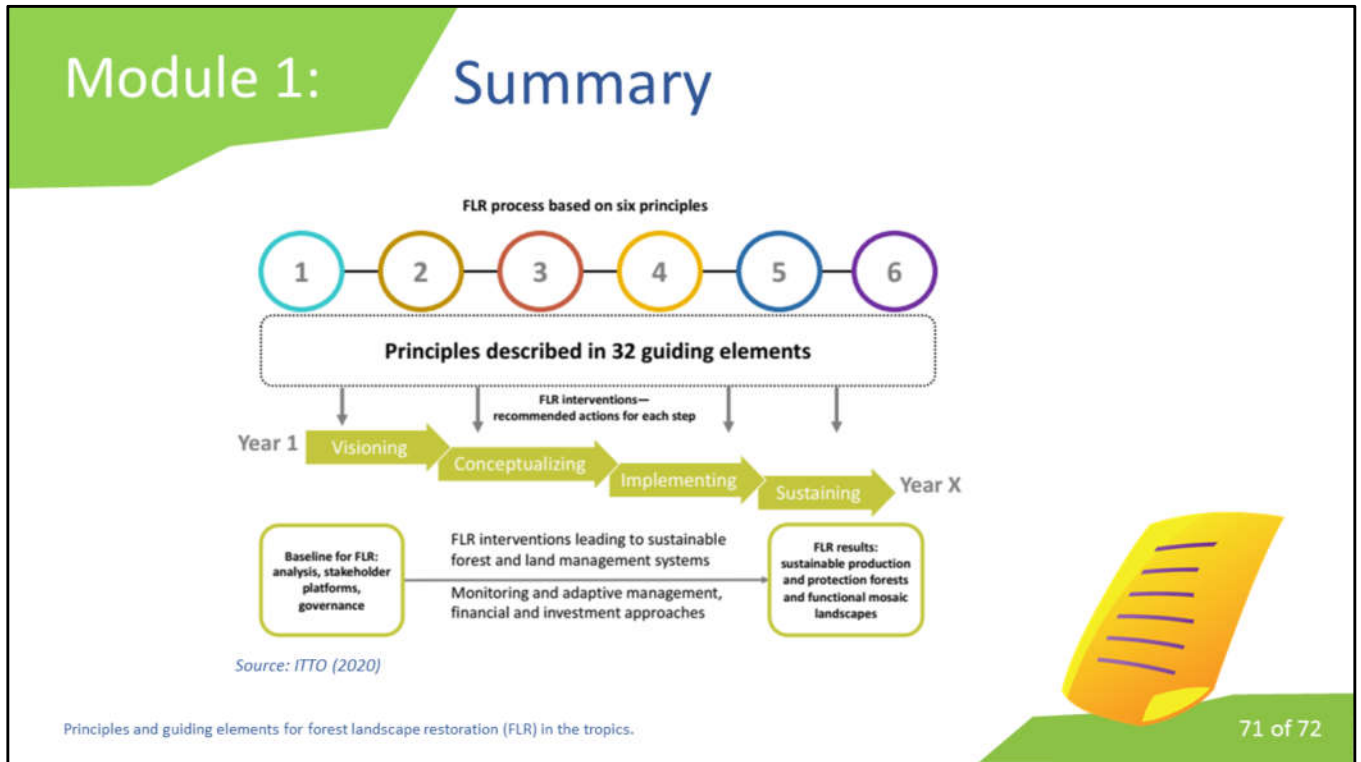 Module 1:
Summary
FLR process based on six principles
1 2 3 4 5 6
Principles described in 32 guiding elements
FLR interventions—
recommended actions for each step
Year 1
Visioning
Conceptualizing
Implementing
Sustaining
Year X
Baseline for FLR:
analysis, stakeholder
platforms,
governance
FLR interventions leading to sustainable
forest and land management systems
Monitoring and adaptive management,
financial and investment approaches
FLR results:
sustainable production
and protection forests
and functional mosaic
landscapes
Source: ITTO (2020)
Principles and guiding elements for forest landscape restoration (FLR) in the tropics.
71 of 72